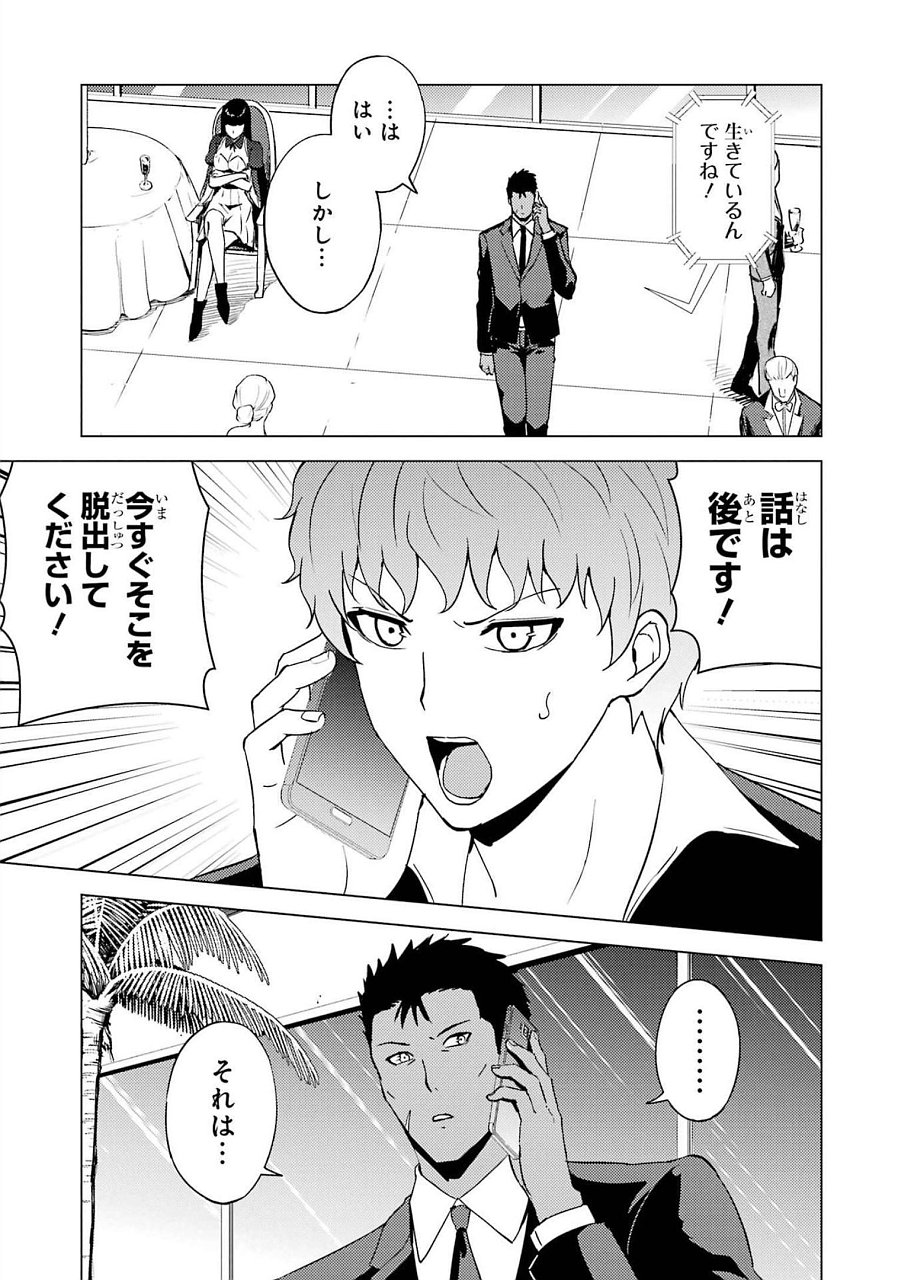 生きているん
ですね！
…は
はい
しかし…
話は
後です！
今すぐそこを
脱出して
ください！
………
それは…